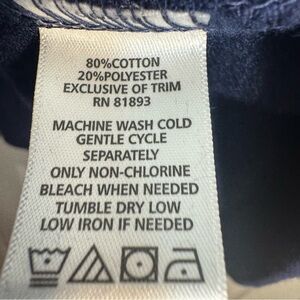 80%COTTON
20%POLYESTER
EXCLUSIVE OF TRIM
RN 81893
MACHINE WASH COLD
GENTLE CYCLE
SEPARATELY
ONLY NON-CHLORINE
BLEACH WHEN NEEDED
TUMBLE DRY LOW
LOW IRON IF NEEDED